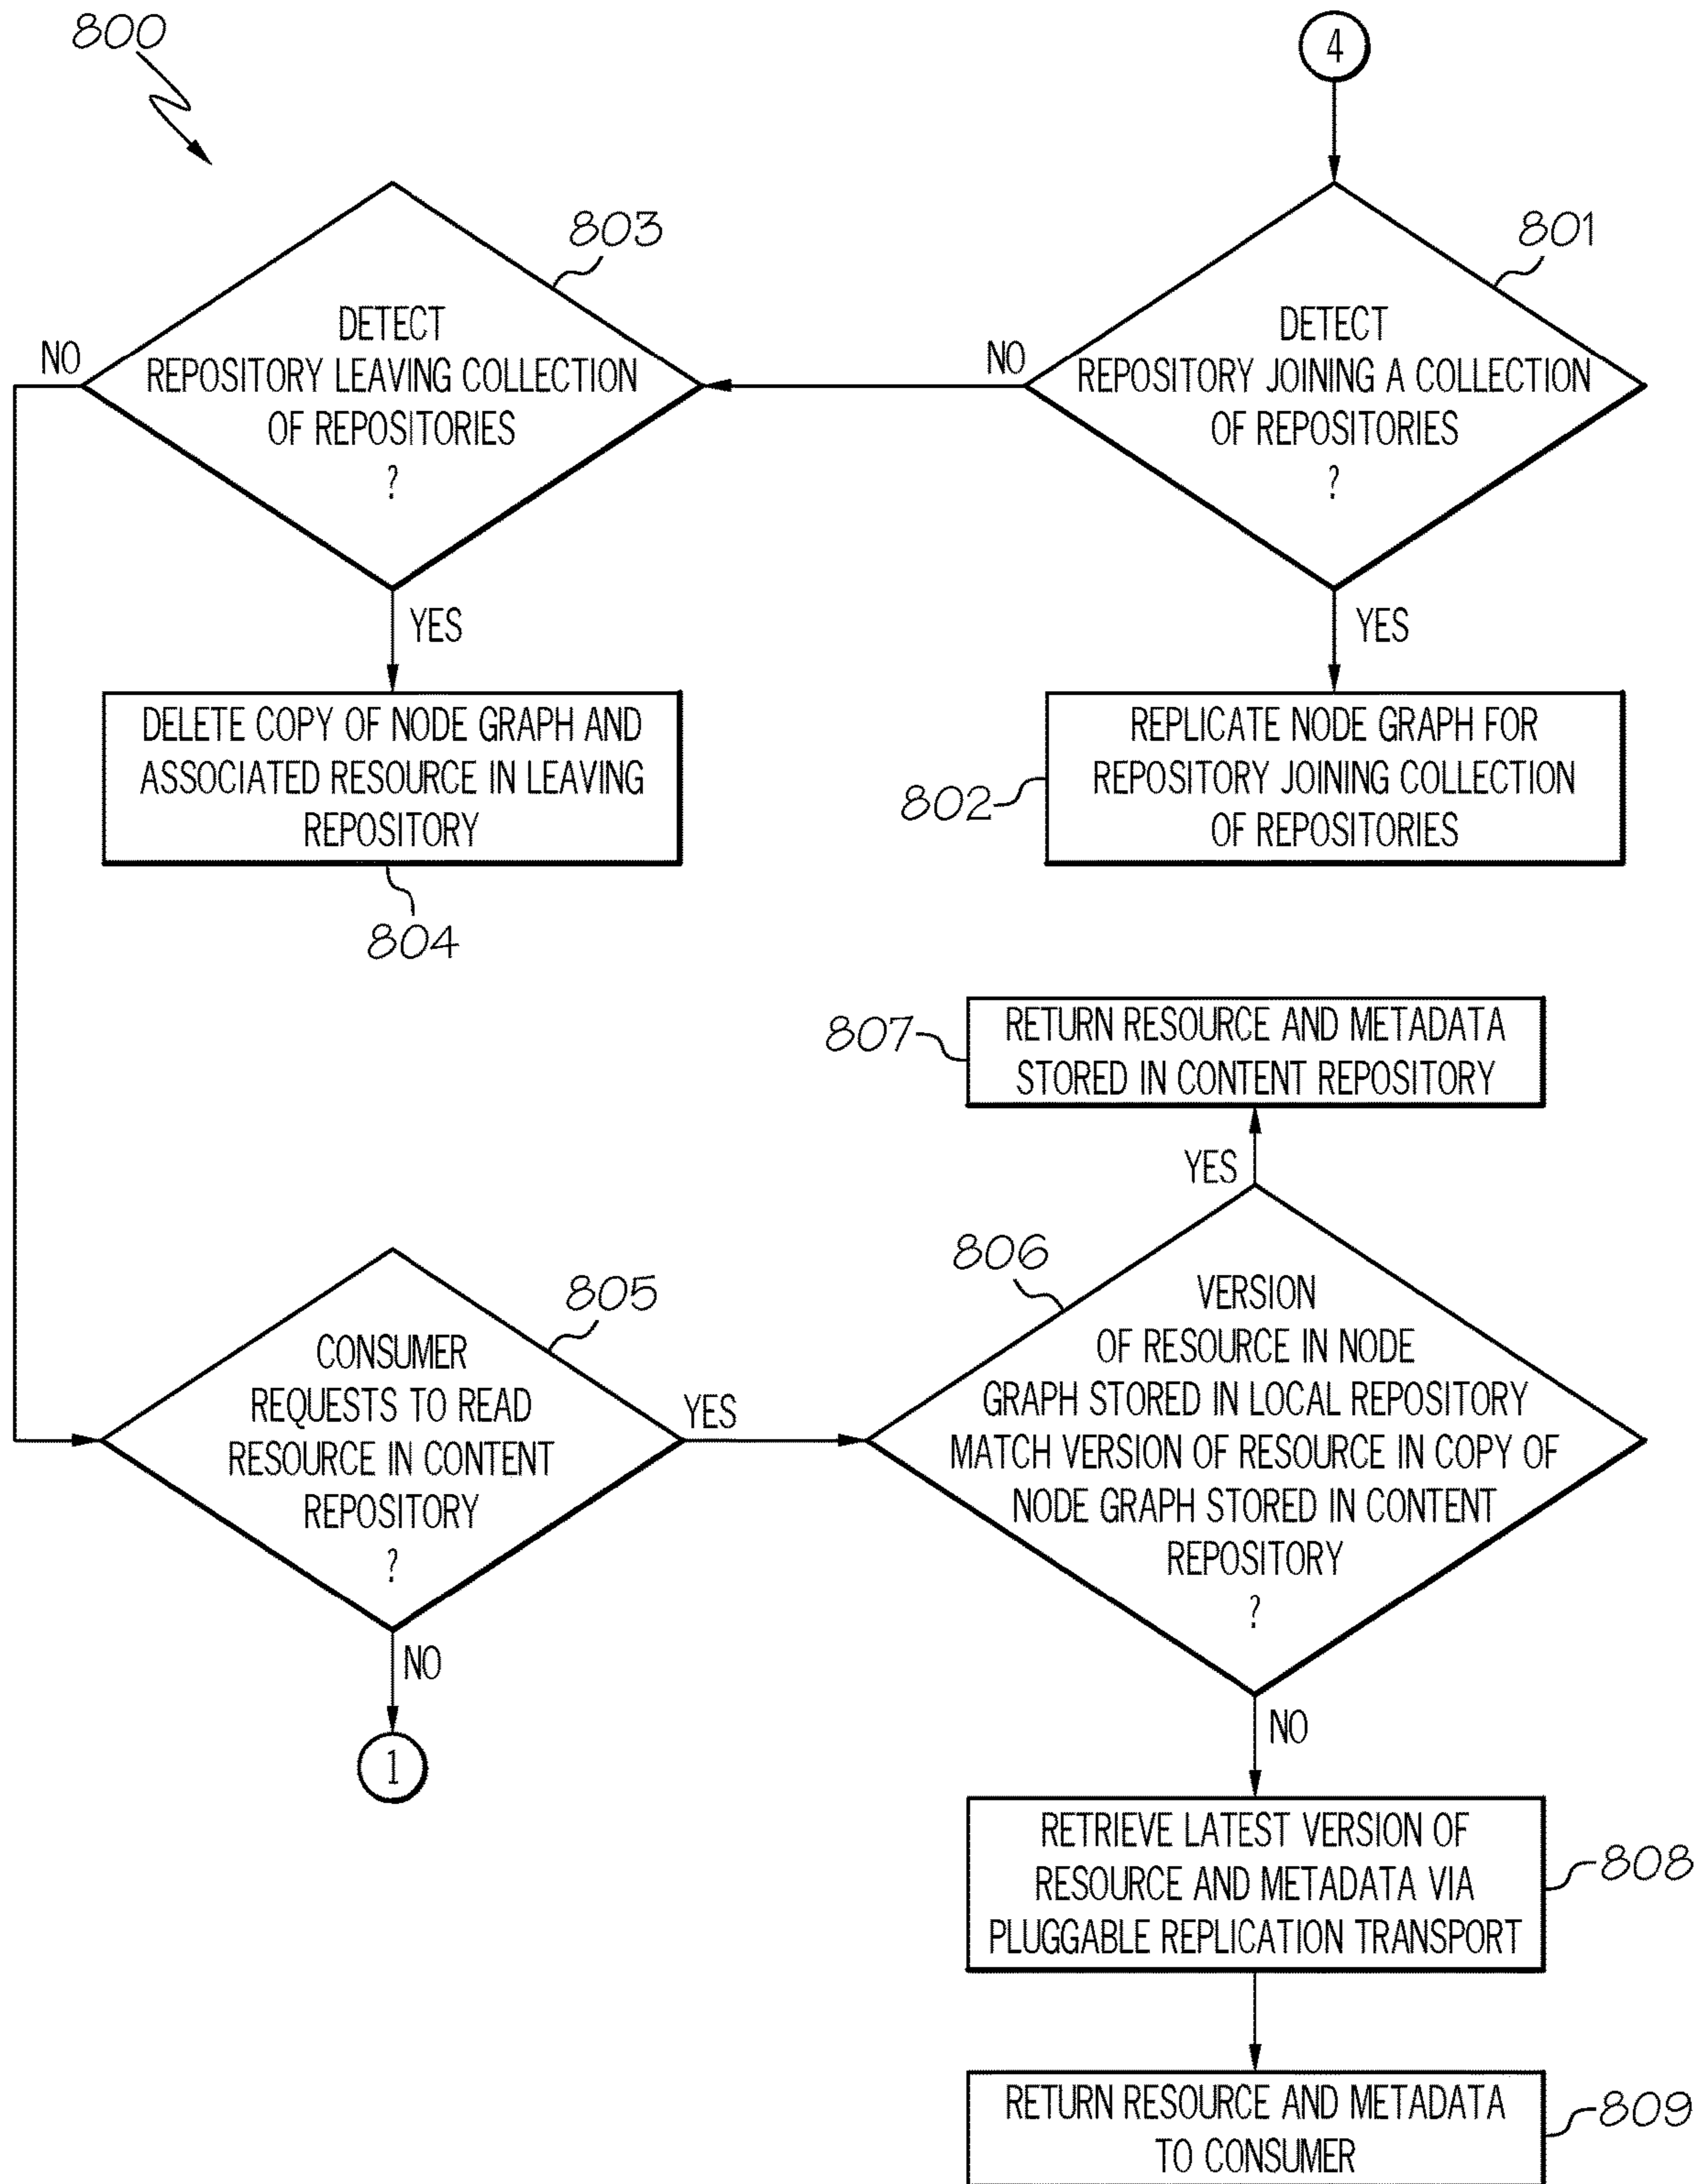 800
4
801
DETECT
REPOSITORY JOINING A COLLECTION
OF REPOSITORIES
?
NO
YES
802
REPLICATE NODE GRAPH FOR
REPOSITORY JOINING COLLECTION
OF REPOSITORIES
803
DETECT
REPOSITORY LEAVING COLLECTION
OF REPOSITORIES
?
NO
YES
DELETE COPY OF NODE GRAPH AND
ASSOCIATED RESOURCE IN LEAVING
REPOSITORY
804
805
CONSUMER
REQUESTS TO READ
RESOURCE IN CONTENT
REPOSITORY
?
YES
NO
1
806
VERSION
OF RESOURCE IN NODE
GRAPH STORED IN LOCAL REPOSITORY
MATCH VERSION OF RESOURCE IN COPY OF
NODE GRAPH STORED IN CONTENT
REPOSITORY
?
YES
807
RETURN RESOURCE AND METADATA
STORED IN CONTENT REPOSITORY
NO
RETRIEVE LATEST VERSION OF
RESOURCE AND METADATA VIA
PLUGGABLE REPLICATION TRANSPORT
808
RETURN RESOURCE AND METADATA
TO CONSUMER
809